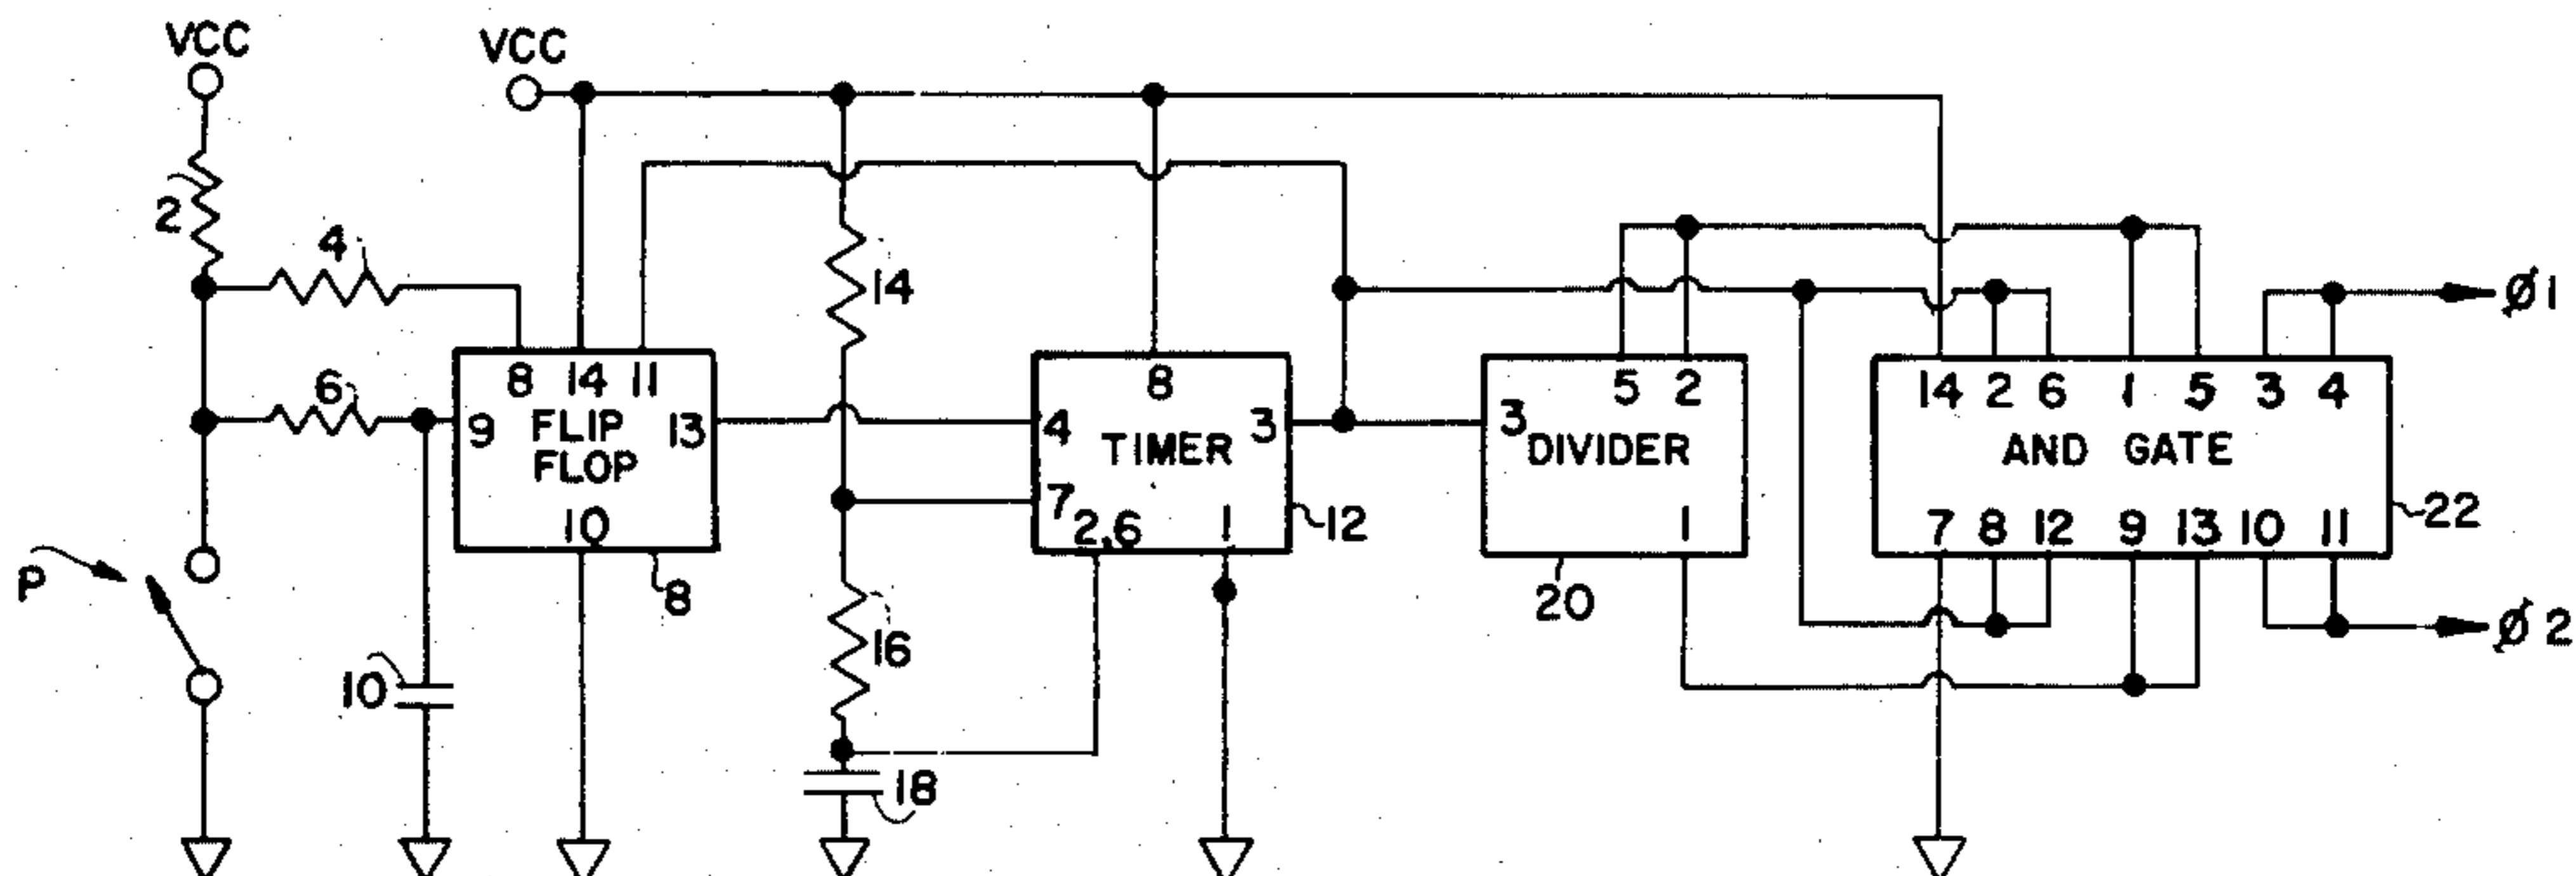 VCC
VCC
2
4
14
8 14 11
8
5 2
14 2 6 1 5 3 4
Ø1
6
9 FLIP 13
FLOP
4 TIMER 3
3 DIVIDER
AND GATE
7
2,6 1
10
1
7 8 12 9 13 10 11
12
22
P
8
20
16
Ø2
10
18